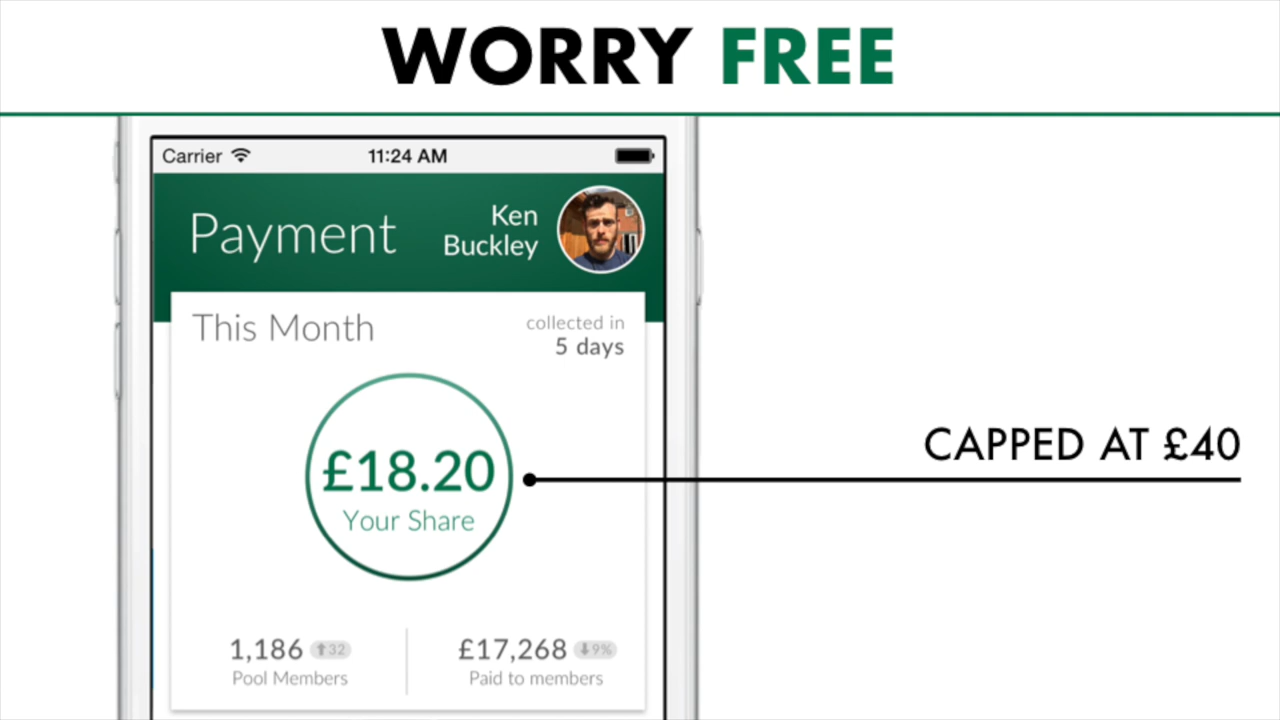 WORRY FREE
Carrier 11:24 AM
Payment
Ken
Buckley
This Month
collected in
5 days
£18.20
Your Share
CAPPED AT £40
1,186 32
Pool Members
£17,268 9%
Paid to members